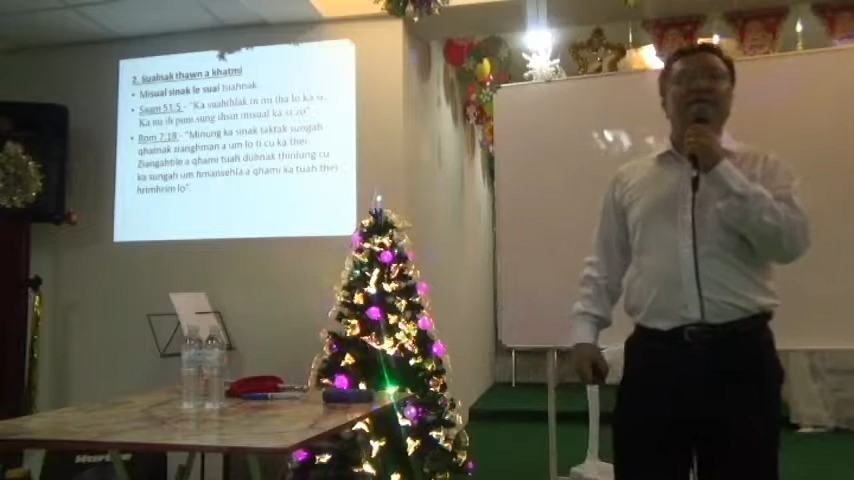 2. Sualnak thawn a khatmi
• Misual sinak le sual tuahnak.
• Saam 51:5 - "Ka suahihlak in mi tha lo ka si,
Ka nu ih pum sung ihsin misual ka si zo"
• Rom 7:18 - "Minung ka sinak taktak sungah
qhatnak zianghman a um lo ti cu ka thei.
Ziangahtile a qhami tuah duhnak thinlung cu
ka sungah um hmansehla a qhami ka tuah thei
hrimhrim lo".